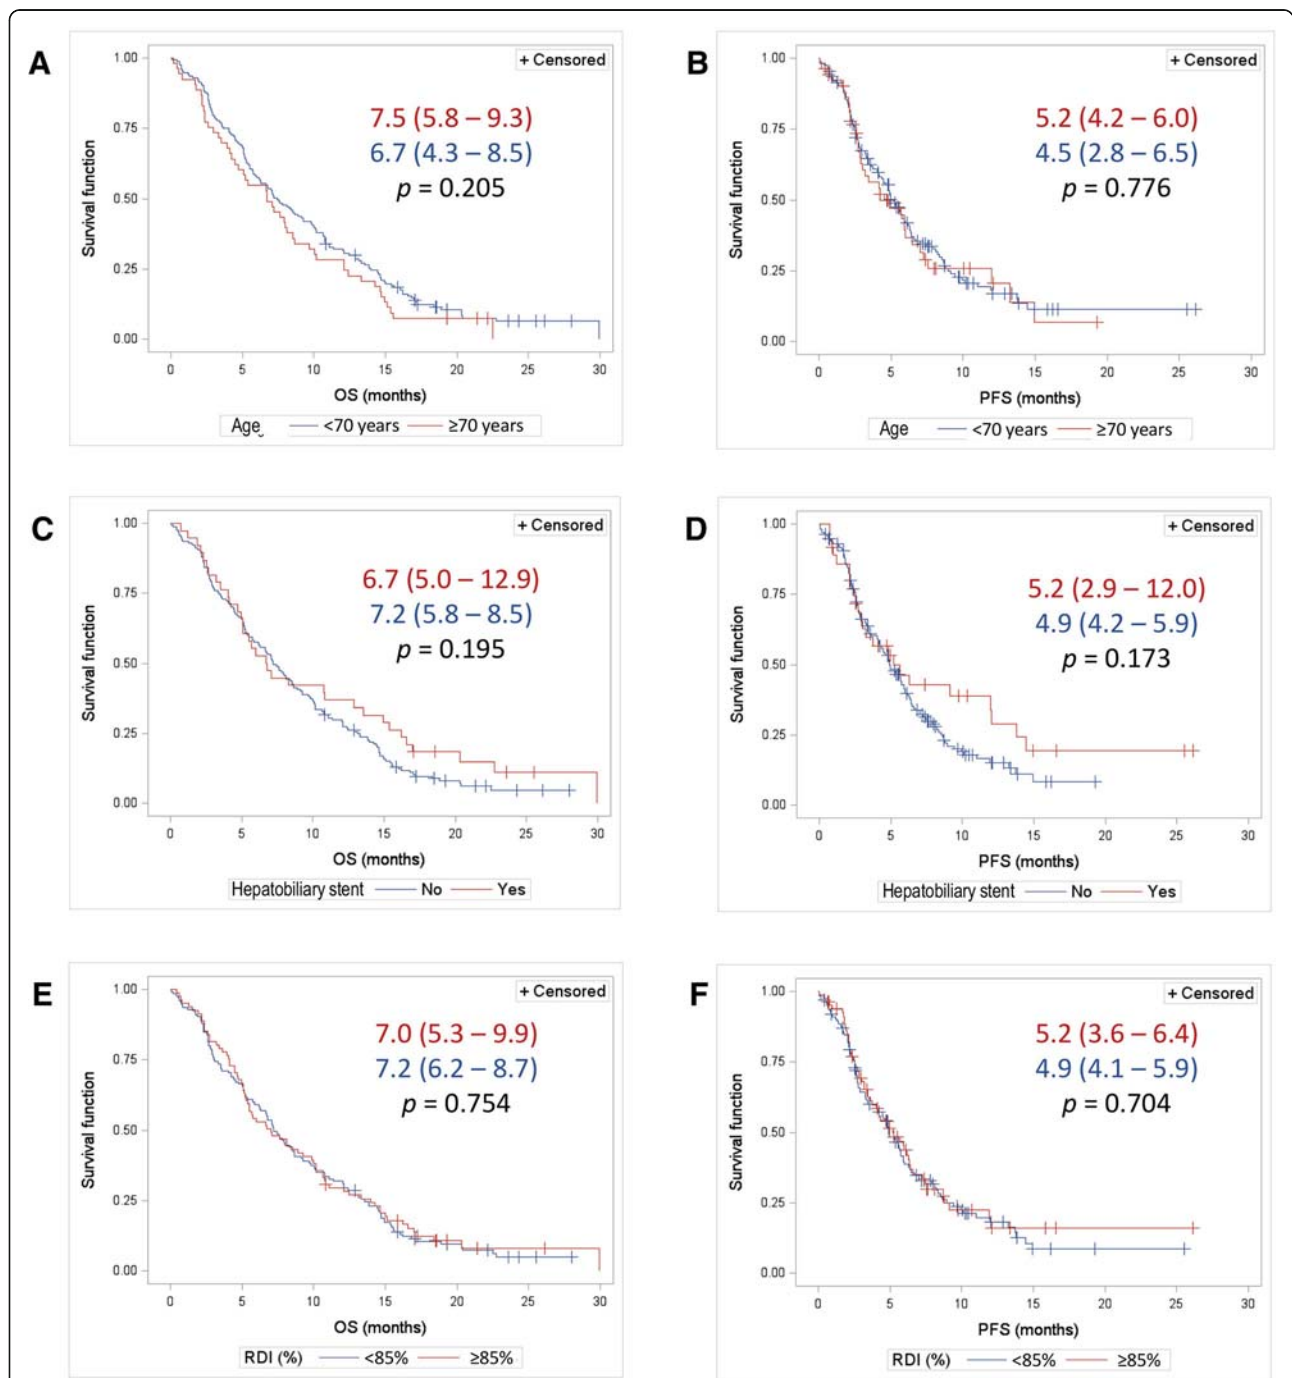 A
+ Censored
7.5 (5.8 – 9.3)
6.7 (4.3 – 8.5)
p = 0.205
Survival function
1.00
0.75
0.50
0.25
0.00
0 5 10 15 20 25 30
OS (months)
Age <70 years ≥70 years
B
+ Censored
5.2 (4.2 – 6.0)
4.5 (2.8 – 6.5)
p = 0.776
Survival function
1.00
0.75
0.50
0.25
0.00
0 5 10 15 20 25 30
PFS (months)
Age <70 years ≥70 years
C
+ Censored
6.7 (5.0 – 12.9)
7.2 (5.8 – 8.5)
p = 0.195
Survival function
1.00
0.75
0.50
0.25
0.00
0 5 10 15 20 25 30
OS (months)
Hepatobiliary stent No Yes
D
+ Censored
5.2 (2.9 – 12.0)
4.9 (4.2 – 5.9)
p = 0.173
Survival function
1.00
0.75
0.50
0.25
0.00
0 5 10 15 20 25 30
PFS (months)
Hepatobiliary stent No Yes
E
+ Censored
7.0 (5.3 – 9.9)
7.2 (6.2 – 8.7)
p = 0.754
Survival function
1.00
0.75
0.50
0.25
0.00
0 5 10 15 20 25 30
OS (months)
RDI (%) <85% ≥85%
F
+ Censored
5.2 (3.6 – 6.4)
4.9 (4.1 – 5.9)
p = 0.704
Survival function
1.00
0.75
0.50
0.25
0.00
0 5 10 15 20 25 30
PFS (months)
RDI (%) <85% ≥85%